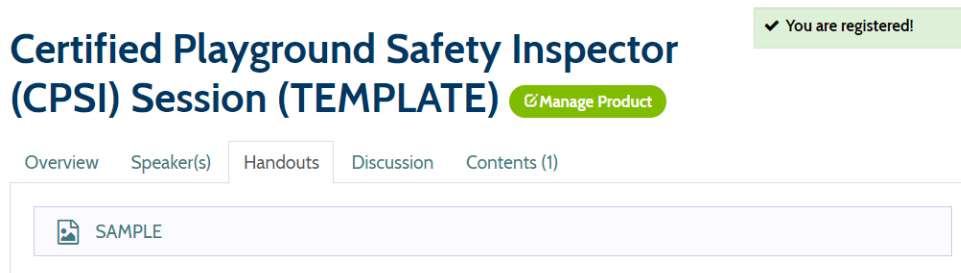 You are registered!
Certified Playground Safety Inspector
(CPSI) Session (TEMPLATE) Manage Product
Overview Speaker(s) Handouts Discussion Contents (1)
SAMPLE